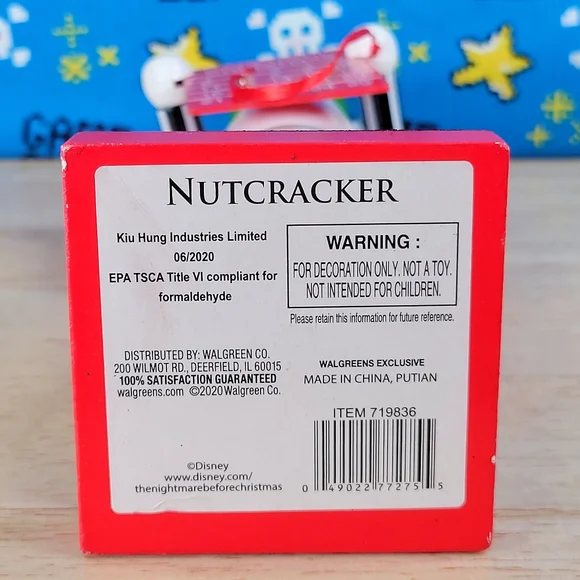 NUTCRACKER
Kiu Hung Industries Limited
06/2020
EPA TSCA Title VI compliant for
formaldehyde
WARNING :
FOR DECORATION ONLY. NOT A TOY.
NOT INTENDED FOR CHILDREN.
Please retain this information for future reference.
DISTRIBUTED BY: WALGREEN CO.
200 WILMOT RD., DEERFIELD, IL 60015
100% SATISFACTION GUARANTEED
walgreens.com ©2020 Walgreen Co.
WALGREENS EXCLUSIVE
MADE IN CHINA, PUTIAN
ITEM 719836
0 49022 77275 5
©Disney
www.disney.com/
thenightmarebeforechristmas